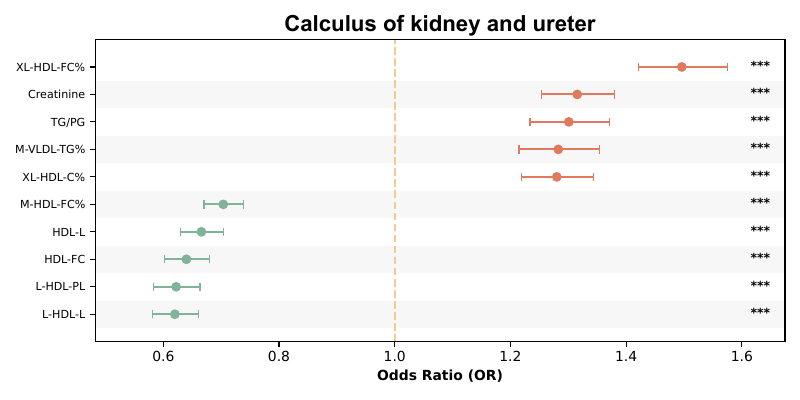 Calculus of kidney and ureter
XL-HDL-FC% ***
Creatinine ***
TG/PG ***
M-VLDL-TG% ***
XL-HDL-C% ***
M-HDL-FC% ***
HDL-L ***
HDL-FC ***
L-HDL-PL ***
L-HDL-L ***
0.6 0.8 1.0 1.2 1.4 1.6
Odds Ratio (OR)